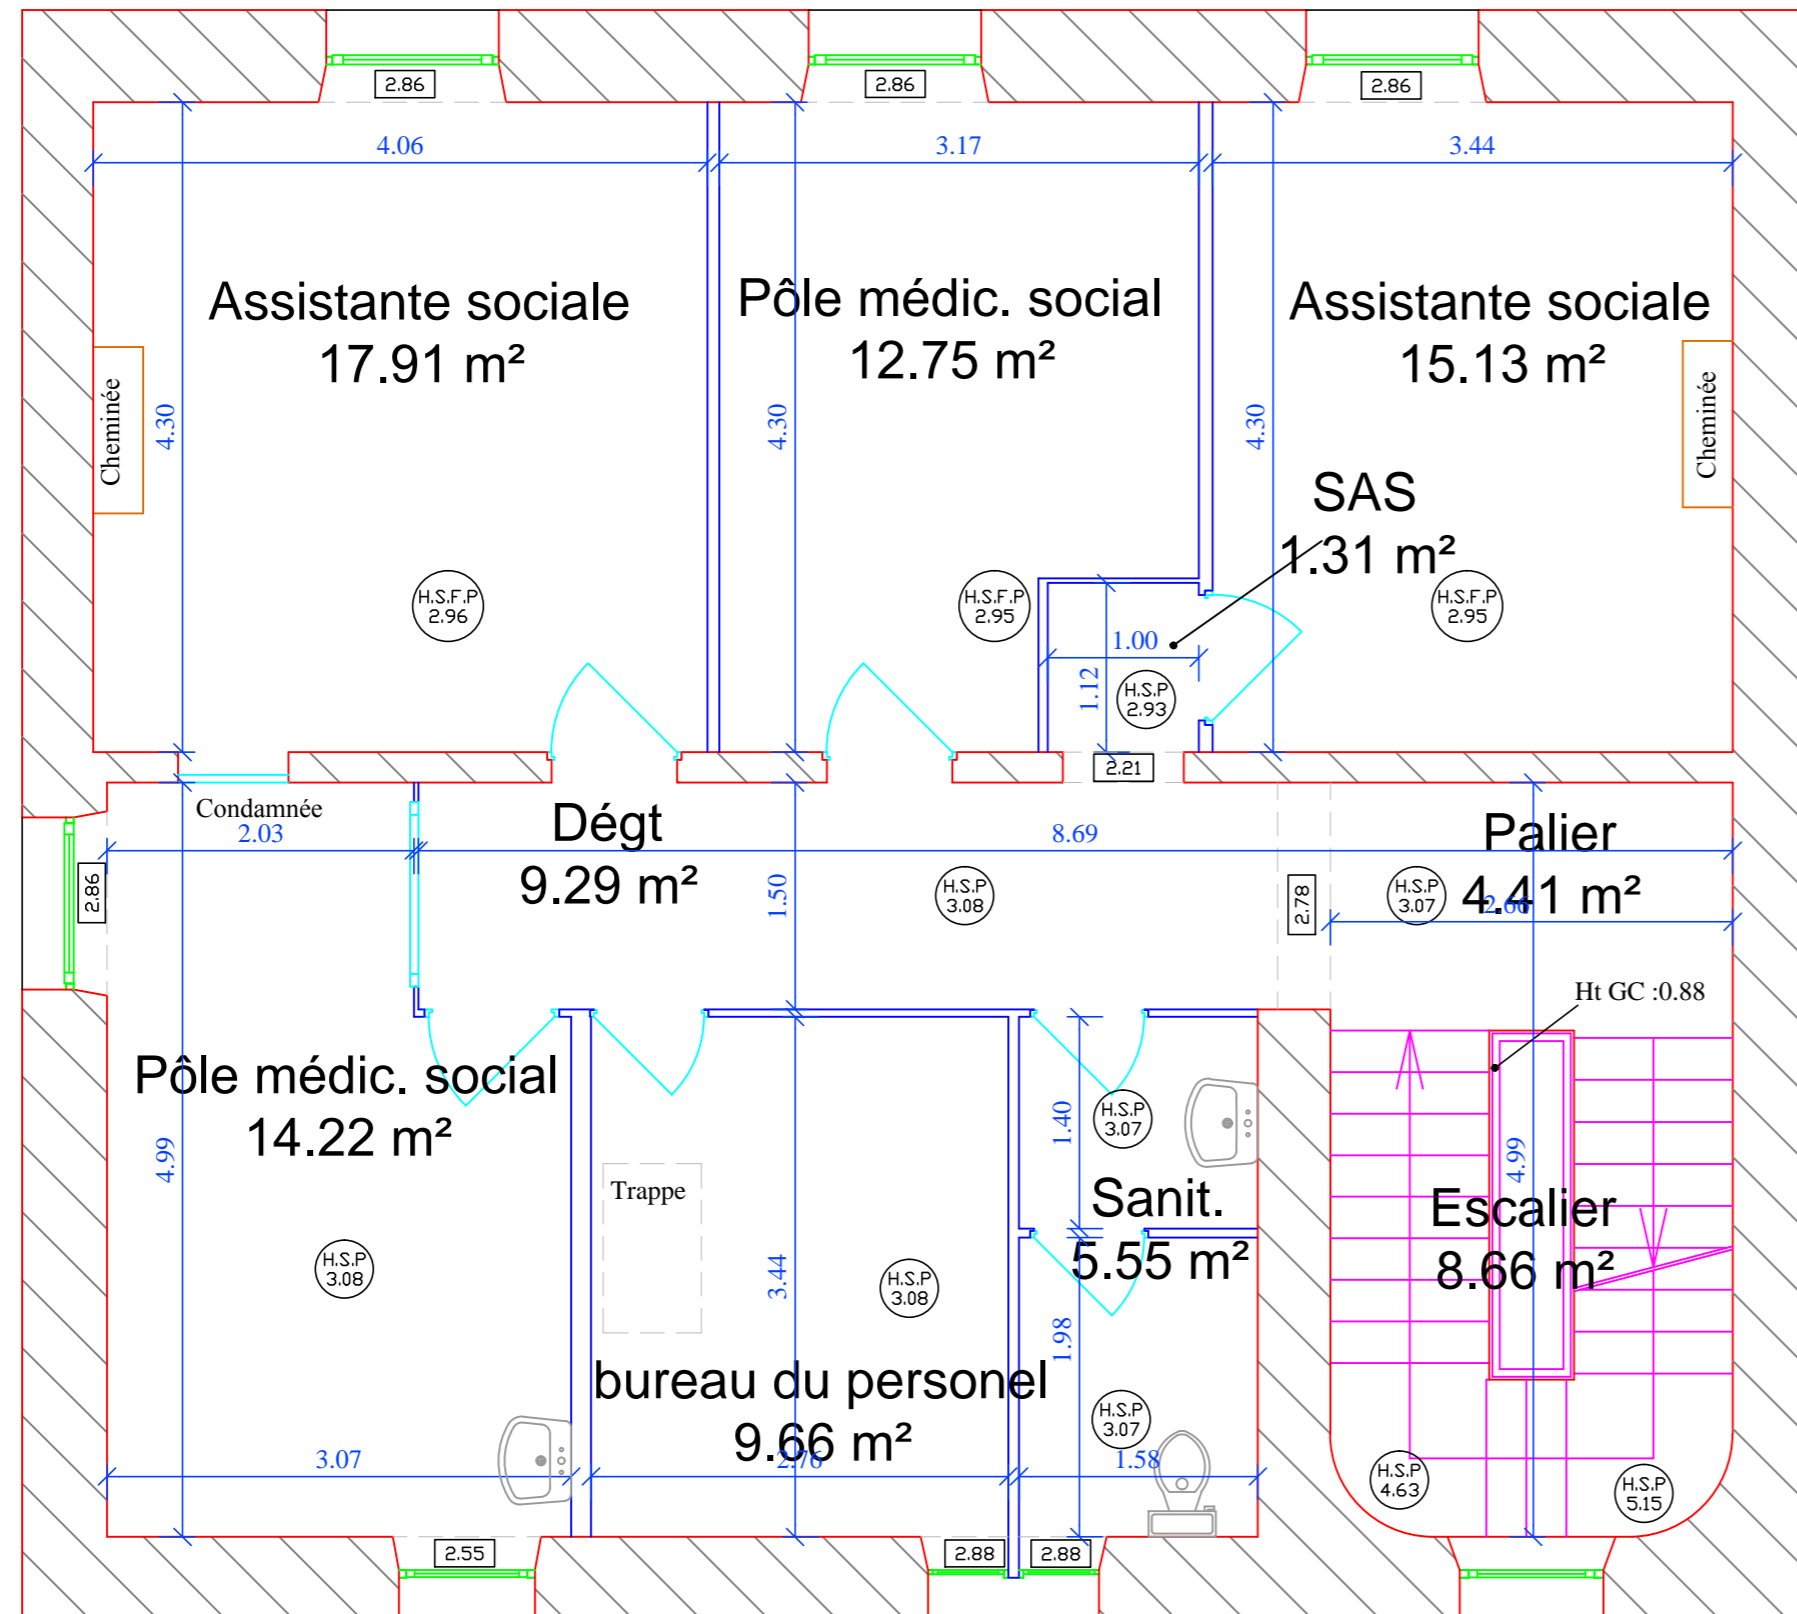 2.86
2.86
2.86
4.06
3.17
3.44
Assistante sociale
17.91 m²
Pôle médic. social
12.75 m²
Assistante sociale
15.13 m²
Cheminée
4.30
4.30
4.30
Cheminée
SAS
1.31 m²
H.S.F.P
2.96
H.S.F.P
2.95
H.S.F.P
2.95
1.00
1.12
H.S.P
2.93
2.21
Condamnée
2.03
Dégt
9.29 m²
8.69
Palier
4.41 m²
2.86
1.50
H.S.P
3.08
2.78
H.S.P
3.07
2.66
Ht GC :0.88
Pôle médic. social
14.22 m²
4.99
Trappe
1.40
H.S.P
3.07
Sanit.
5.55 m²
4.99
Escalier
8.66 m²
H.S.P
3.08
3.44
H.S.P
3.08
1.98
bureau du personel
9.66 m²
H.S.P
3.07
3.07
2.76
1.58
H.S.P
4.63
H.S.P
5.15
2.55
2.88
2.88